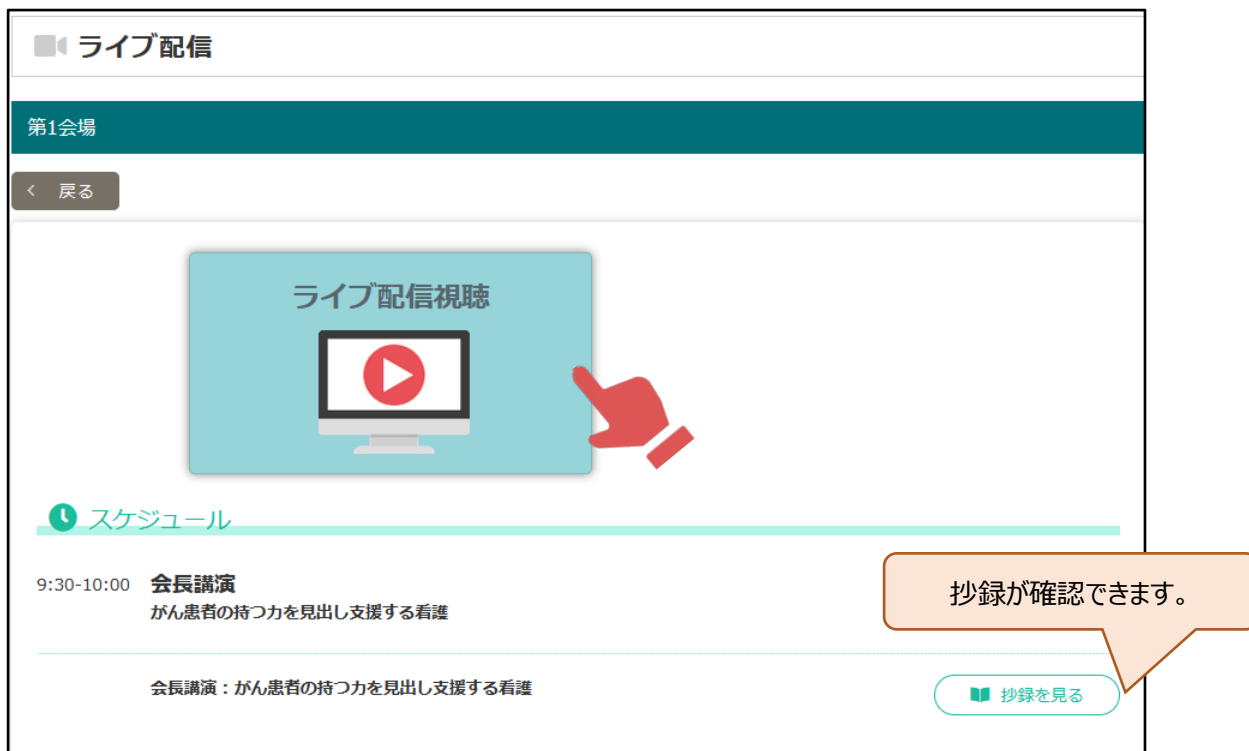 ライブ配信
第1会場
戻る
ライブ配信視聴
スケジュール
9:30-10:00 会長講演
がん患者の持つ力を見出し支援する看護
抄録が確認できます。
会長講演：がん患者の持つ力を見出し支援する看護
抄録を見る